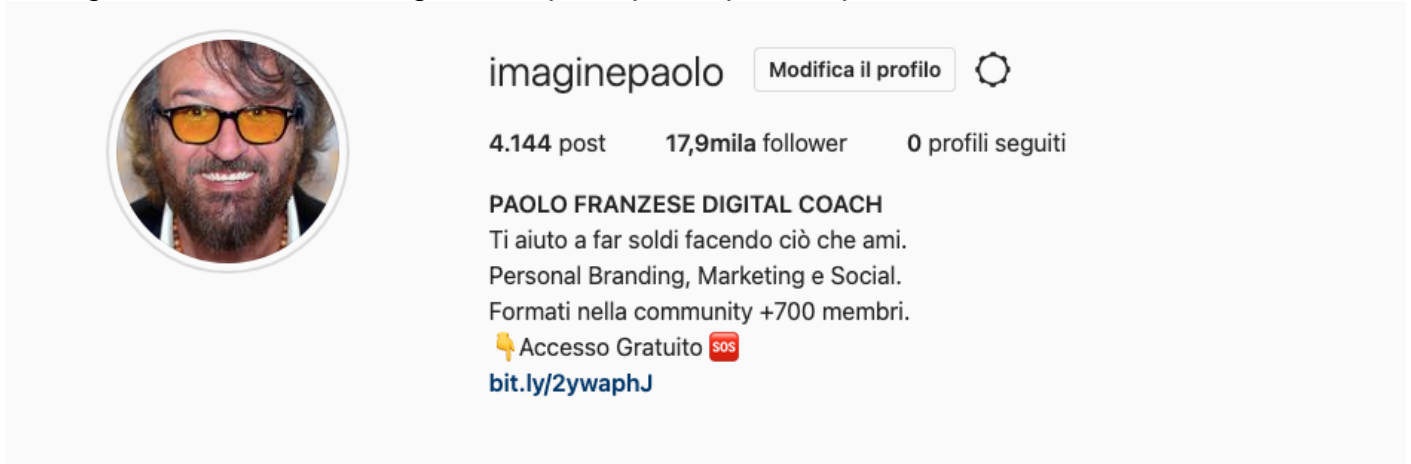 imaginepaolo Modifica il profilo
4.144 post 17,9mila follower 0 profili seguiti
PAOLO FRANZESE DIGITAL COACH
Ti aiuto a far soldi facendo ciò che ami.
Personal Branding, Marketing e Social.
Formati nella community +700 membri.
👇Accesso Gratuito 🆘
bit.ly/2ywaphJ